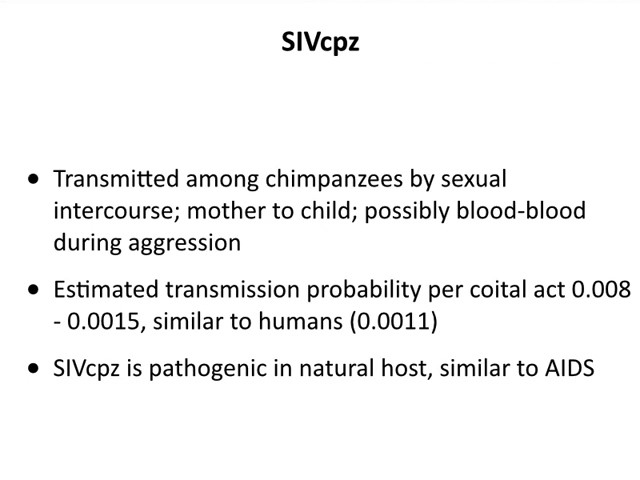 SIVcpz
● Transmitted among chimpanzees by sexual
intercourse; mother to child; possibly blood-blood
during aggression
● Estimated transmission probability per coital act 0.008
- 0.0015, similar to humans (0.0011)
● SIVcpz is pathogenic in natural host, similar to AIDS